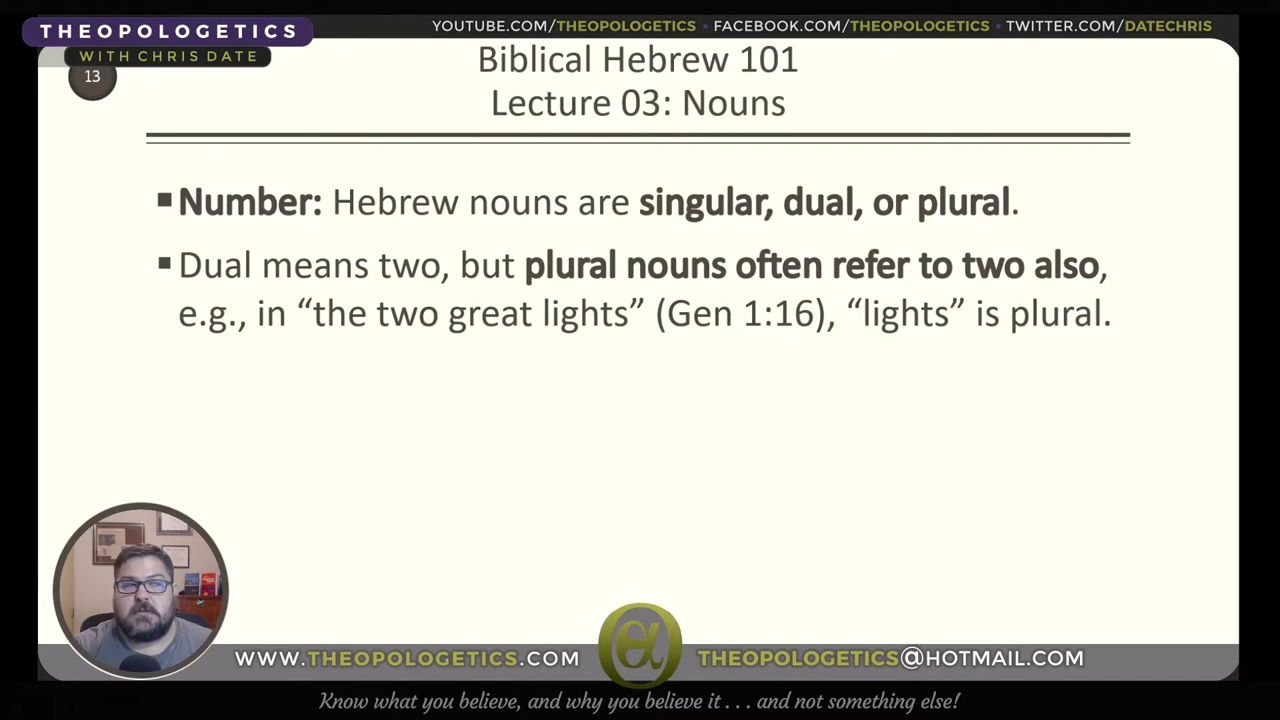 THEOPOLOGETICS
WITH CHRIS DATE
YOUTUBE.COM/THEOPOLOGETICS • FACEBOOK.COM/THEOPOLOGETICS • TWITTER.COM/DATECHRIS
13
Biblical Hebrew 101
Lecture 03: Nouns
▪ Number: Hebrew nouns are singular, dual, or plural.
▪ Dual means two, but plural nouns often refer to two also,
e.g., in “the two great lights” (Gen 1:16), “lights” is plural.
WWW.THEOPOLOGETICS.COM
THEOPOLOGETICS@HOTMAIL.COM
Know what you believe, and why you believe it . . . and not something else!